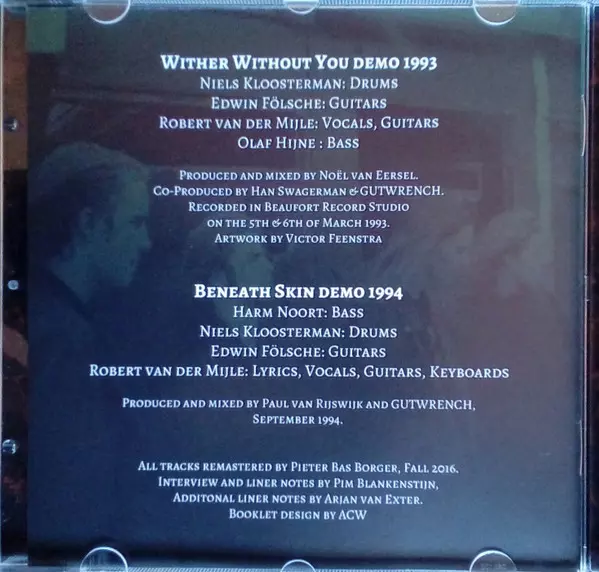 Wither Without You demo 1993
Niels Kloosterman: Drums
Edwin Fölsche: Guitars
Robert van der Mijle: Vocals, Guitars
Olaf Hijne : Bass
Produced and mixed by Noël van Eersel.
Co-Produced by Han Swagerman & GUTWRENCH.
Recorded in Beaufort Record Studio
on the 5th & 6th of March 1993.
Artwork by Victor Feenstra
Beneath Skin demo 1994
Harm Noort: Bass
Niels Kloosterman: Drums
Edwin Fölsche: Guitars
Robert van der Mijle: Lyrics, Vocals, Guitars, Keyboards
Produced and mixed by Paul van Rijswijk and GUTWRENCH,
September 1994.
All tracks remastered by Pieter Bas Borger, Fall 2016.
Interview and liner notes by Pim Blankenstijn,
Additonal liner notes by Arjan van Exter.
Booklet design by ACW